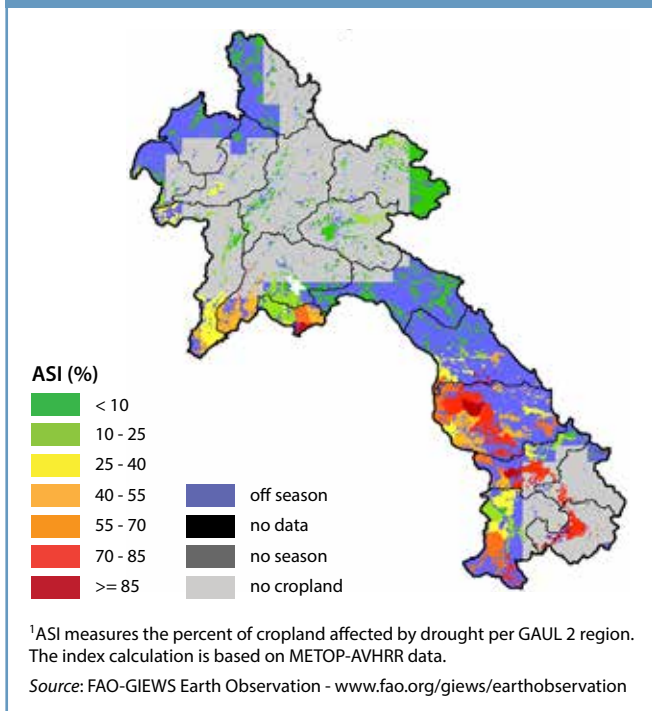 ASI (%)
< 10
10 - 25
25 - 40
40 - 55
55 - 70
70 - 85
>= 85
off season
no data
no season
no cropland
¹ASI measures the percent of cropland affected by drought per GAUL 2 region.
The index calculation is based on METOP-AVHRR data.
Source: FAO-GIEWS Earth Observation - www.fao.org/giews/earthobservation